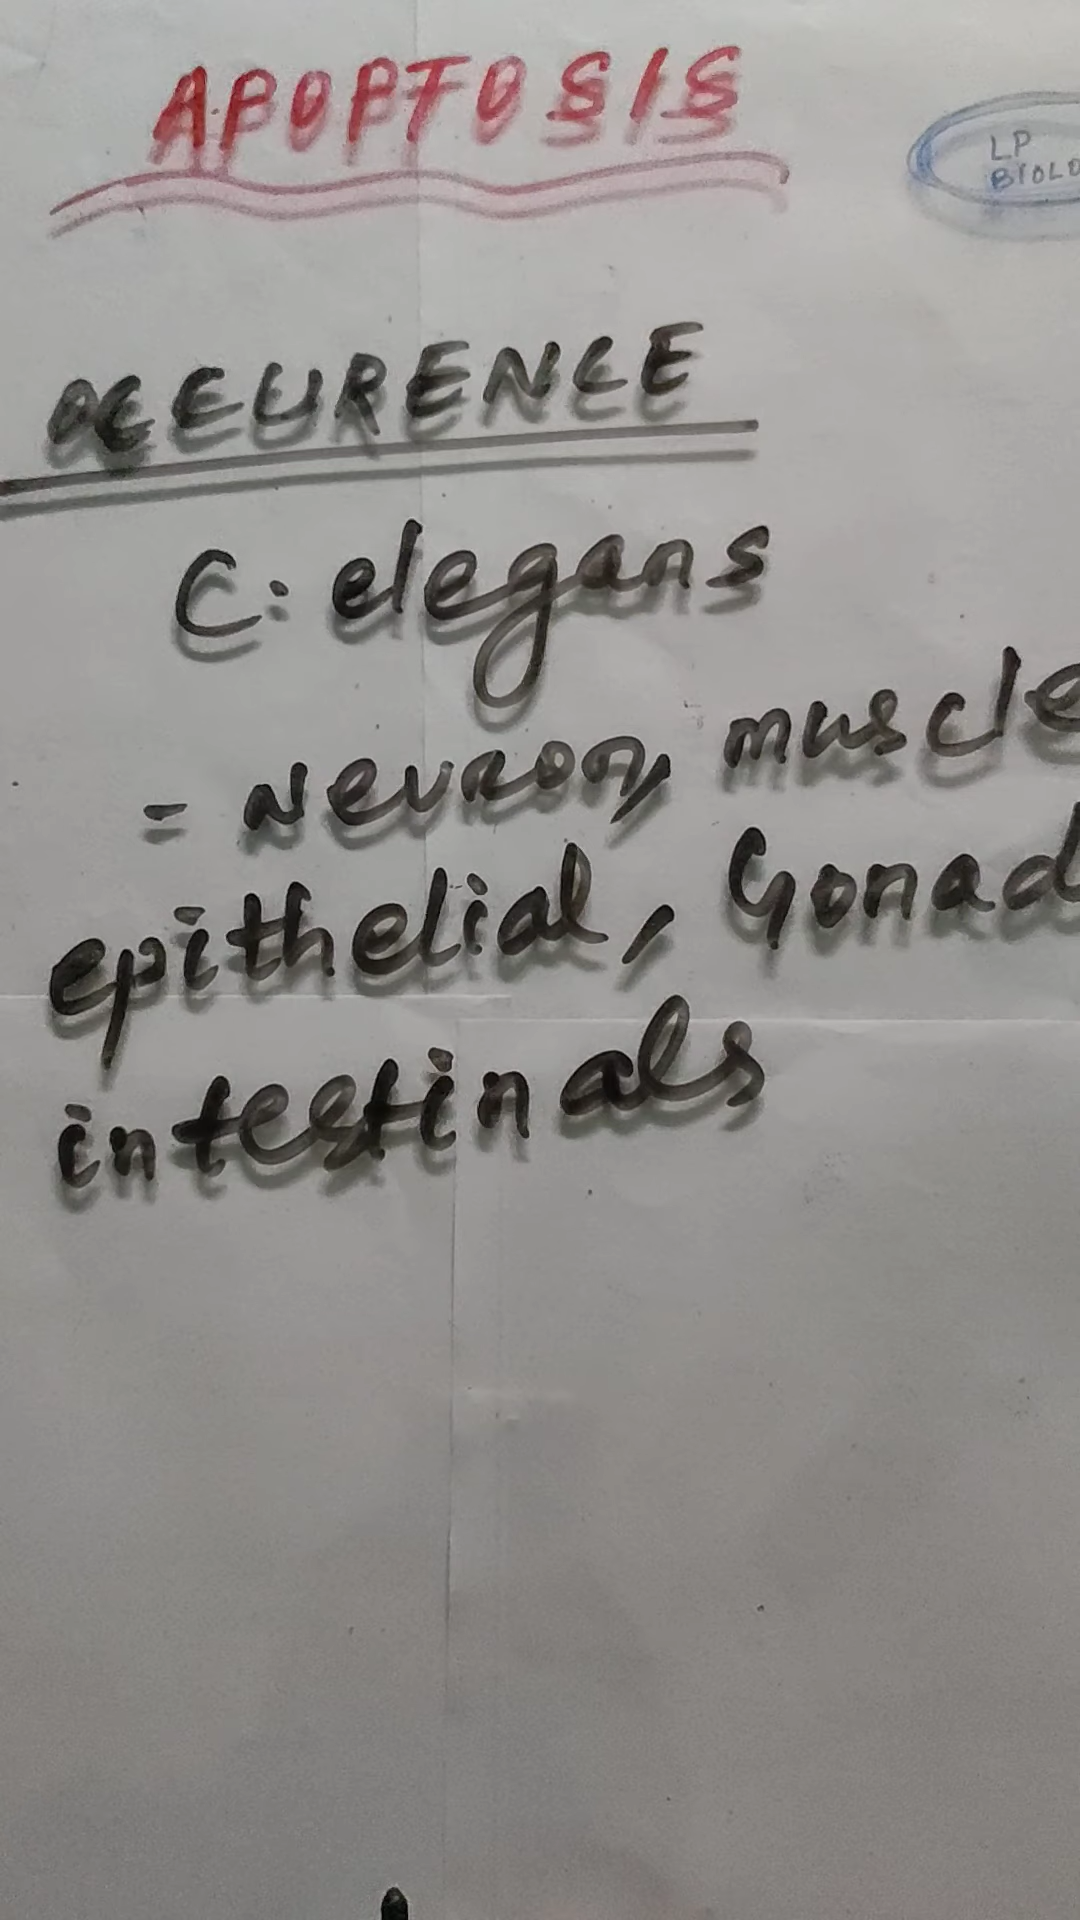 APOPTOSIS
LP
BIOLO
OCCURENCE
C. elegans
= Neuron, muscle
epithelial, Gonad
intestinals